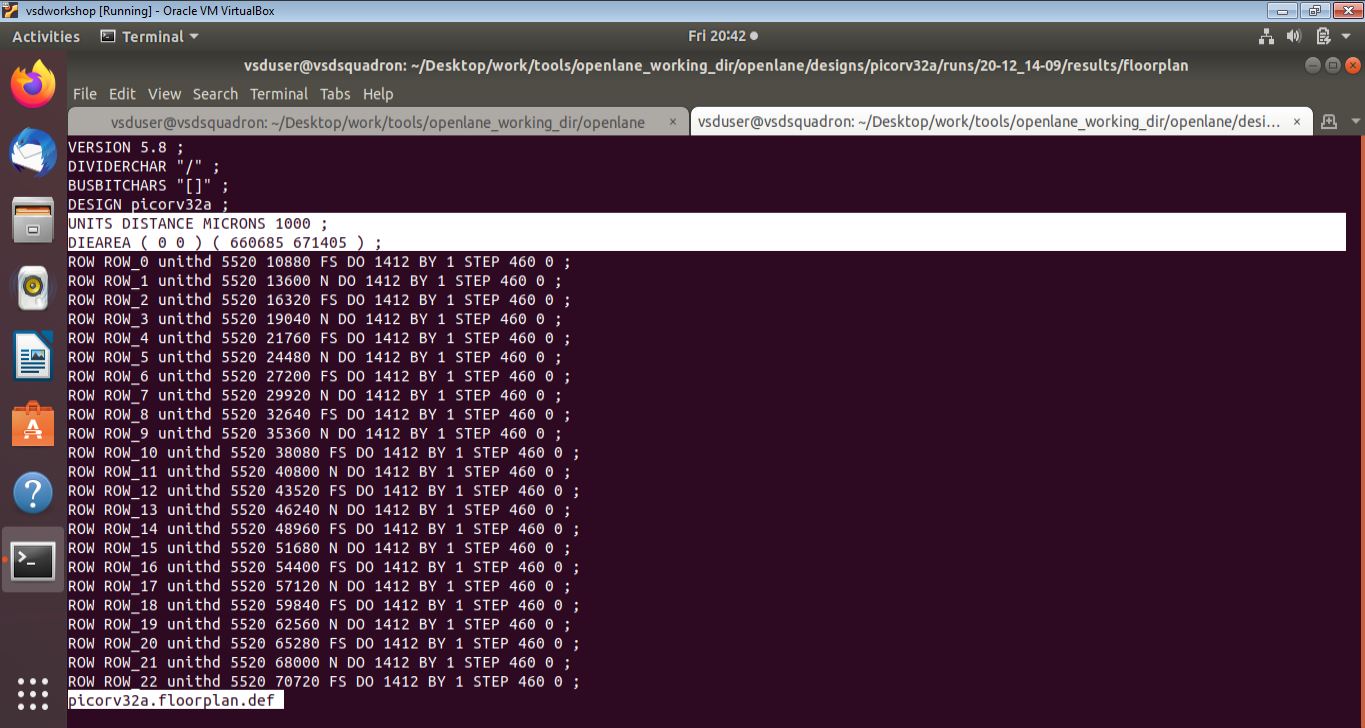 vsdworkshop [Running] - Oracle VM VirtualBox
Activities Terminal Fri 20:42
vsduser@vsdsquadron: ~/Desktop/work/tools/openlane_working_dir/openlane/designs/picorv32a/runs/20-12_14-09/results/floorplan
File Edit View Search Terminal Tabs Help
vsduser@vsdsquadron: ~/Desktop/work/tools/openlane_working_dir/openlane × vsduser@vsdsquadron: ~/Desktop/work/tools/openlane_working_dir/openlane/desi... ×
VERSION 5.8 ;
DIVIDERCHAR "/" ;
BUSBITCHARS "[]" ;
DESIGN picorv32a ;
UNITS DISTANCE MICRONS 1000 ;
DIEAREA ( 0 0 ) ( 660685 671405 ) ;
ROW ROW_0 unithd 5520 10880 FS DO 1412 BY 1 STEP 460 0 ;
ROW ROW_1 unithd 5520 13600 N DO 1412 BY 1 STEP 460 0 ;
ROW ROW_2 unithd 5520 16320 FS DO 1412 BY 1 STEP 460 0 ;
ROW ROW_3 unithd 5520 19040 N DO 1412 BY 1 STEP 460 0 ;
ROW ROW_4 unithd 5520 21760 FS DO 1412 BY 1 STEP 460 0 ;
ROW ROW_5 unithd 5520 24480 N DO 1412 BY 1 STEP 460 0 ;
ROW ROW_6 unithd 5520 27200 FS DO 1412 BY 1 STEP 460 0 ;
ROW ROW_7 unithd 5520 29920 N DO 1412 BY 1 STEP 460 0 ;
ROW ROW_8 unithd 5520 32640 FS DO 1412 BY 1 STEP 460 0 ;
ROW ROW_9 unithd 5520 35360 N DO 1412 BY 1 STEP 460 0 ;
ROW ROW_10 unithd 5520 38080 FS DO 1412 BY 1 STEP 460 0 ;
ROW ROW_11 unithd 5520 40800 N DO 1412 BY 1 STEP 460 0 ;
ROW ROW_12 unithd 5520 43520 FS DO 1412 BY 1 STEP 460 0 ;
ROW ROW_13 unithd 5520 46240 N DO 1412 BY 1 STEP 460 0 ;
ROW ROW_14 unithd 5520 48960 FS DO 1412 BY 1 STEP 460 0 ;
ROW ROW_15 unithd 5520 51680 N DO 1412 BY 1 STEP 460 0 ;
ROW ROW_16 unithd 5520 54400 FS DO 1412 BY 1 STEP 460 0 ;
ROW ROW_17 unithd 5520 57120 N DO 1412 BY 1 STEP 460 0 ;
ROW ROW_18 unithd 5520 59840 FS DO 1412 BY 1 STEP 460 0 ;
ROW ROW_19 unithd 5520 62560 N DO 1412 BY 1 STEP 460 0 ;
ROW ROW_20 unithd 5520 65280 FS DO 1412 BY 1 STEP 460 0 ;
ROW ROW_21 unithd 5520 68000 N DO 1412 BY 1 STEP 460 0 ;
ROW ROW_22 unithd 5520 70720 FS DO 1412 BY 1 STEP 460 0 ;
picorv32a.floorplan.def